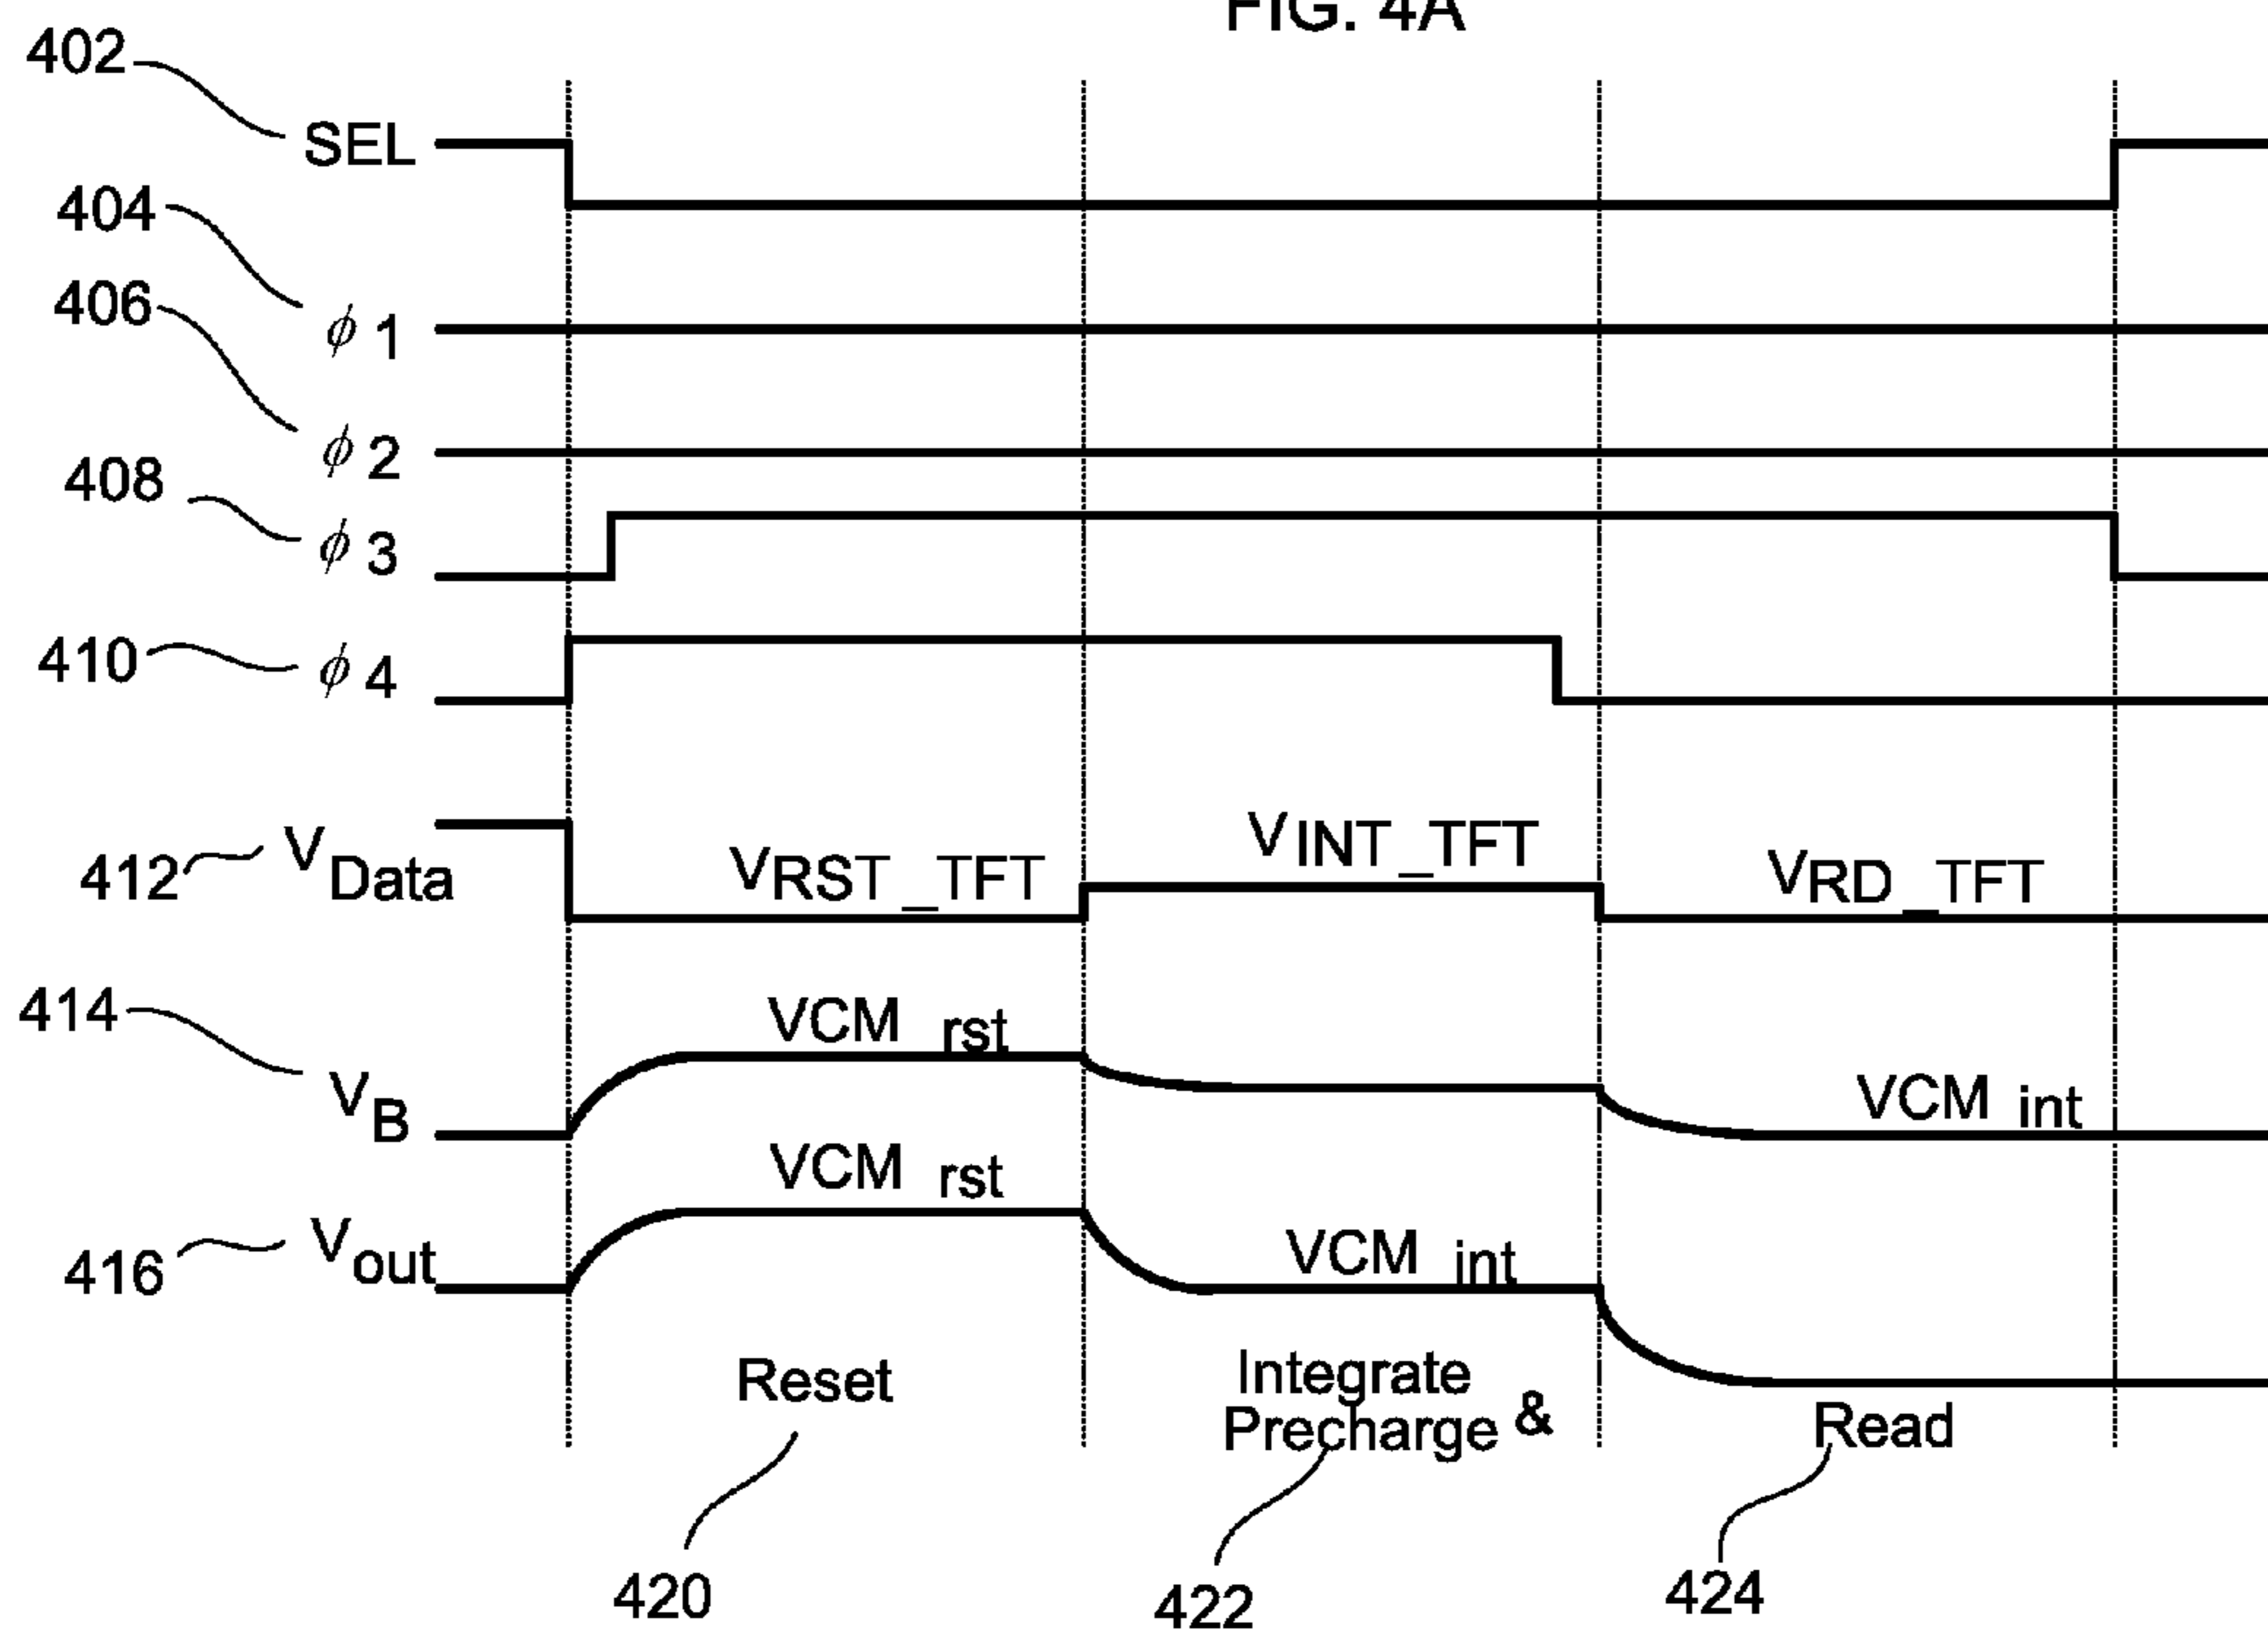 FIG. 4A
402
SEL
404
ϕ 1
406
ϕ 2
408
ϕ 3
410
ϕ 4
412
VData
VRST_TFT
VINT_TFT
VRD_TFT
414
VB
VCM rst
VCM int
416
Vout
VCM rst
VCM int
Reset
Integrate
Precharge &
Read
420
422
424